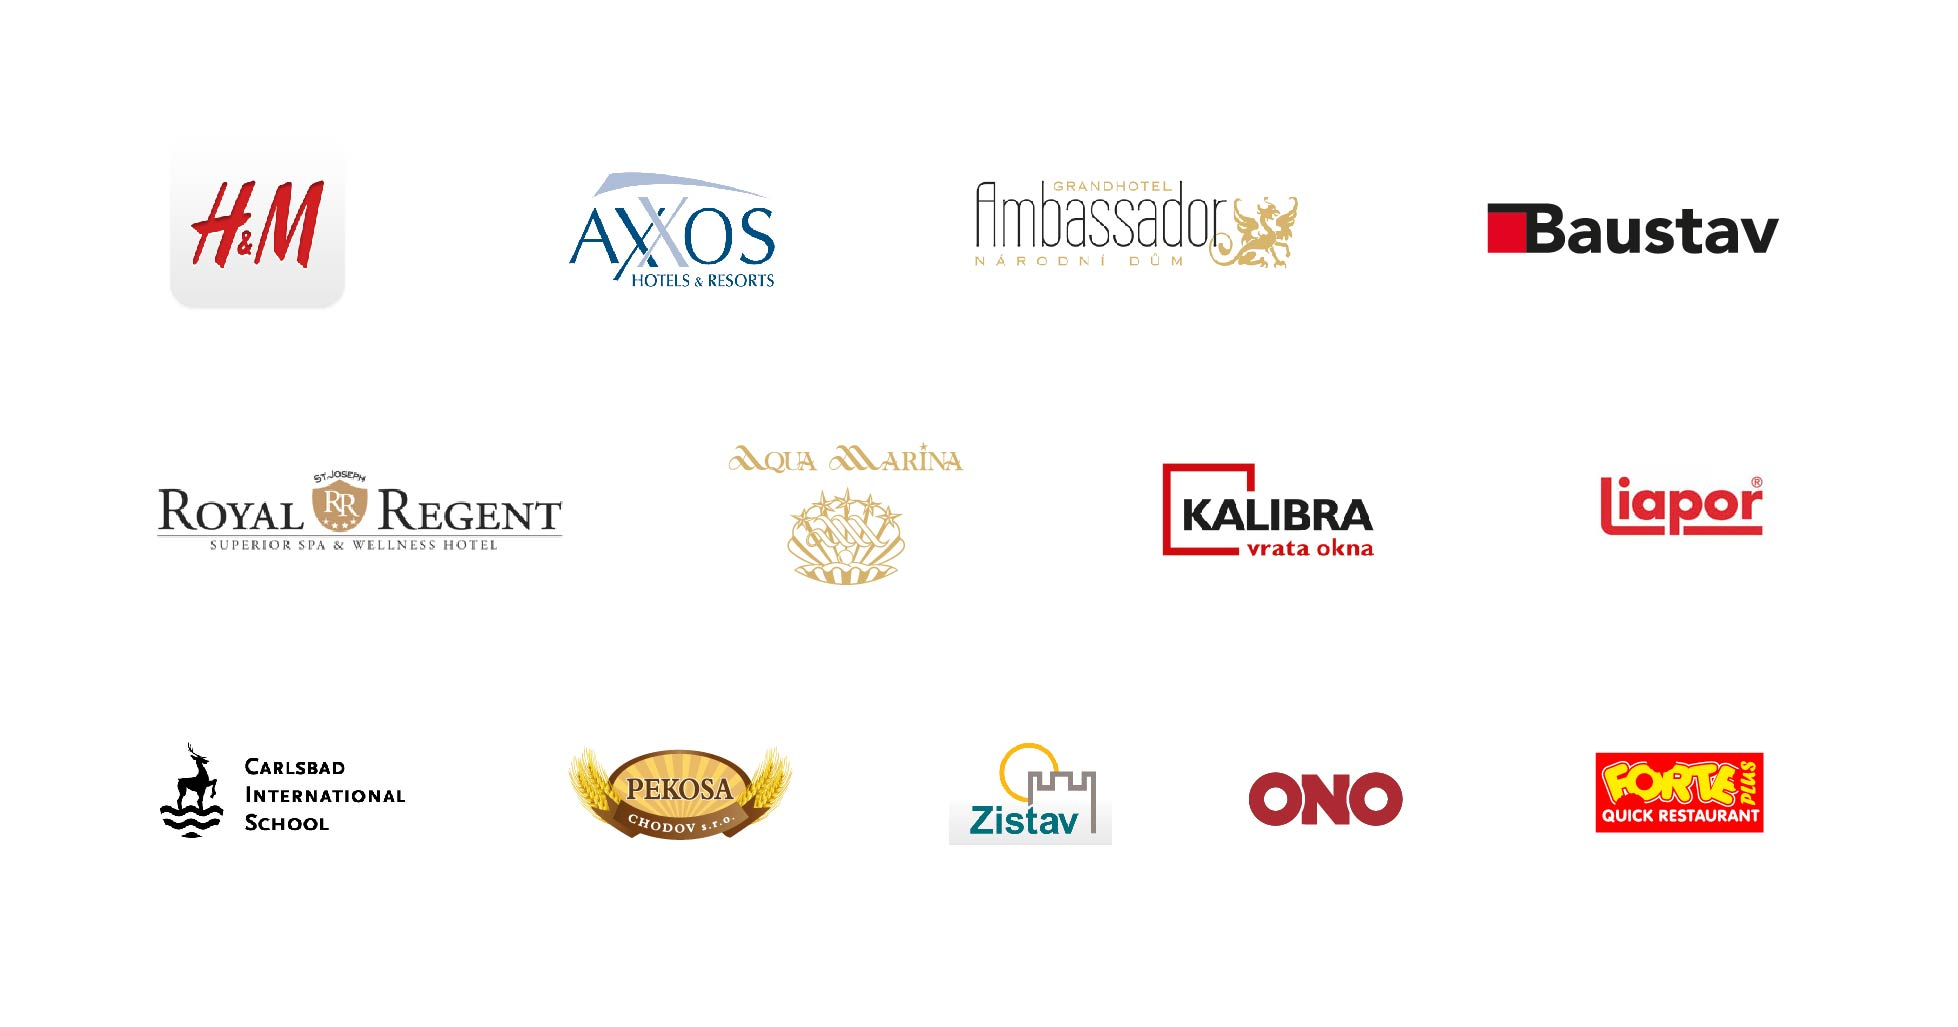 H&M
AXXOS
HOTELS & RESORTS
GRANDHOTEL
Ambassador
NÁRODNÍ DŮM
Baustav
ST. JOSEPH
ROYAL RR REGENT
SUPERIOR SPA & WELLNESS HOTEL
AQUA MARINA
KALIBRA
vrata okna
Liapor®
CARLSBAD
INTERNATIONAL
SCHOOL
PEKOSA
CHODOV s.r.o.
Zistav
ONO
FORTE PLUS
QUICK RESTAURANT